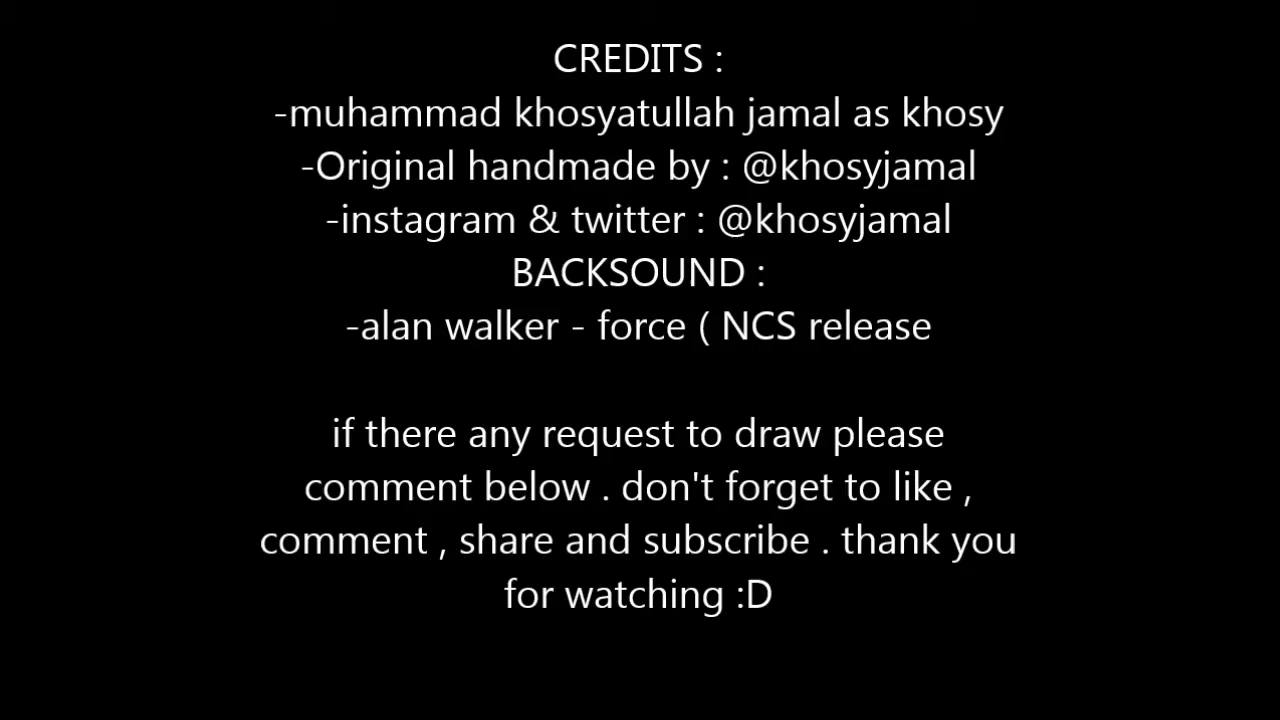 CREDITS :
-muhammad khosyatullah jamal as khosy
-Original handmade by : @khosyjamal
-instagram & twitter : @khosyjamal
BACKSOUND :
-alan walker - force ( NCS release
if there any request to draw please
comment below . don't forget to like ,
comment , share and subscribe . thank you
for watching :D